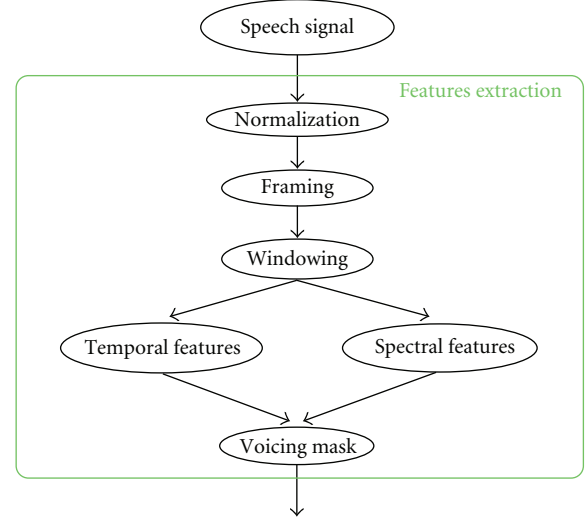 Speech signal
Features extraction
Normalization
Framing
Windowing
Temporal features
Spectral features
Voicing mask